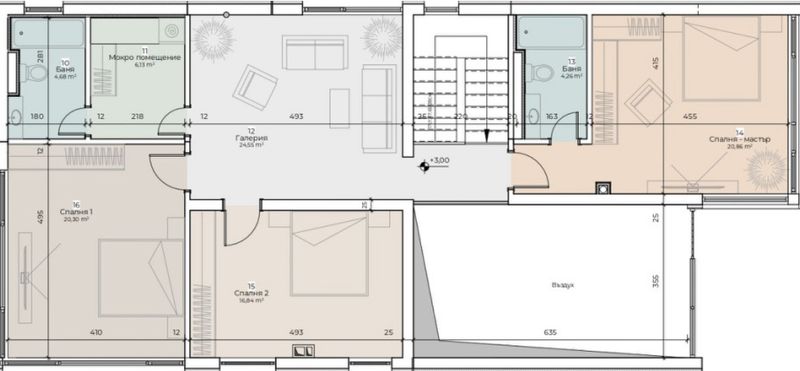 10
Баня
4,68 m²
281
180
11
Мокро помещение
6,13 m²
12
218
12
12
Галерия
24,55 m²
493
25
220
20
+3,00
13
Баня
4,26 m²
163
12
415
455
14
Спалня - мастър
20,86 m²
12
495
16
Спалня 1
20,30 m²
410
12
25
15
Спалня 2
16,84 m²
493
25
25
355
Въздух
635